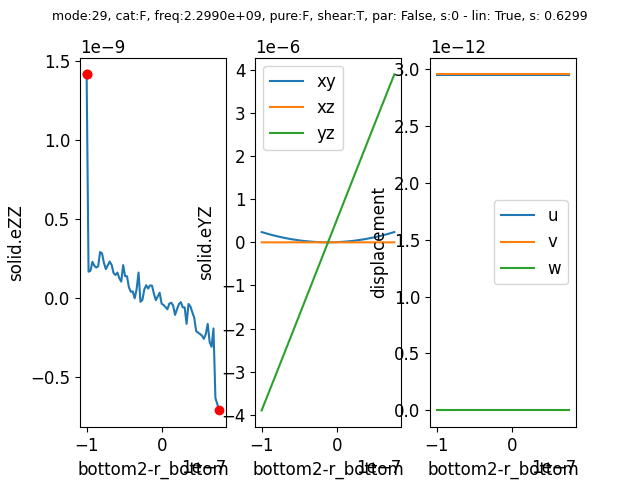 mode:29, cat:F, freq:2.2990e+09, pure:F, shear:T, par: False, s:0 - lin: True, s: 0.6299
1e−9
1.5
1.0
0.5
0.0
−0.5
solid.eZZ
−1
0
1e−7
bottom2-r_bottom
1e−6
4
3
2
1
0
−1
−2
−3
−4
solid.eYZ
xy
xz
yz
−1
0
1e−7
bottom2-r_bottom
1e−12
3.0
2.5
2.0
1.5
1.0
0.5
0.0
displacement
u
v
w
−1
0
1e−7
bottom2-r_bottom